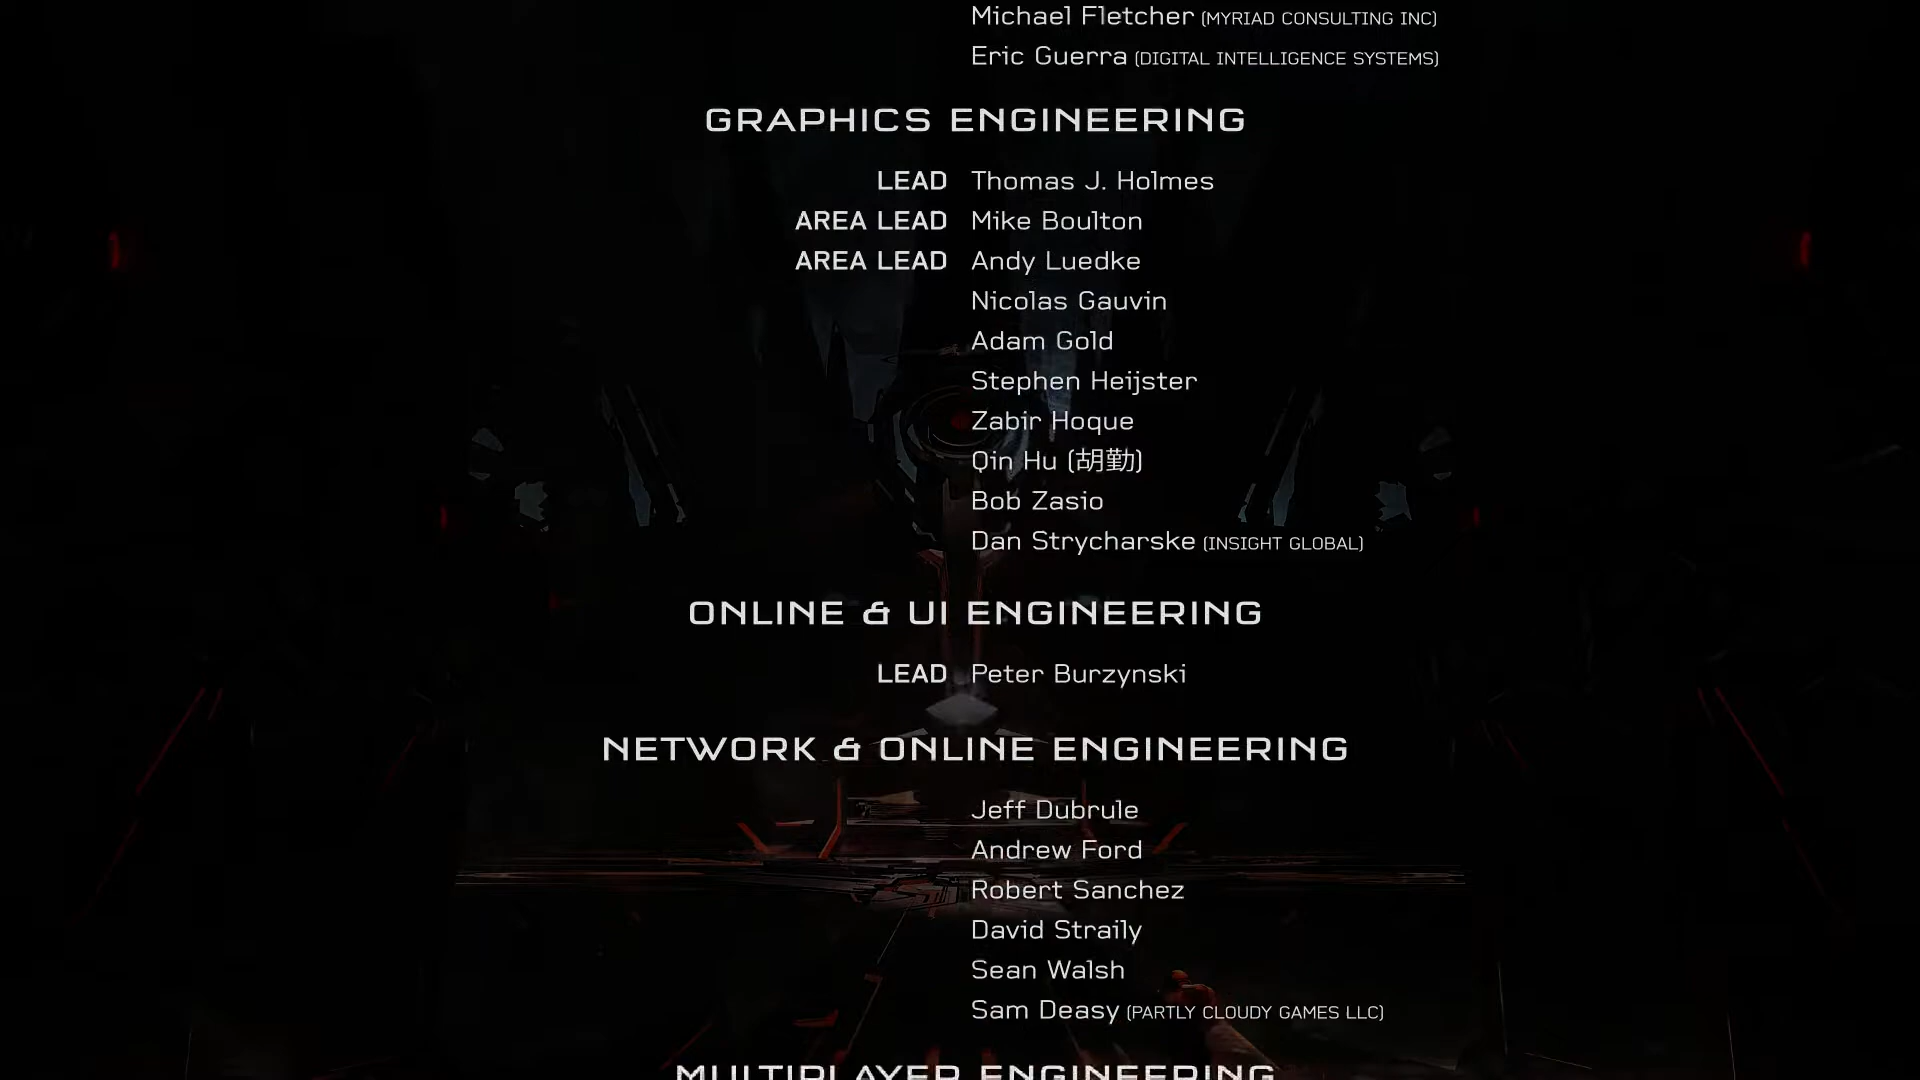 Michael Fletcher (MYRIAD CONSULTING INC)
Eric Guerra (DIGITAL INTELLIGENCE SYSTEMS)
GRAPHICS ENGINEERING
LEAD Thomas J. Holmes
AREA LEAD Mike Boulton
AREA LEAD Andy Luedke
Nicolas Gauvin
Adam Gold
Stephen Heijster
Zabir Hoque
Qin Hu (胡勤)
Bob Zasio
Dan Strycharske (INSIGHT GLOBAL)
ONLINE & UI ENGINEERING
LEAD Peter Burzynski
NETWORK & ONLINE ENGINEERING
Jeff Dubrule
Andrew Ford
Robert Sanchez
David Straily
Sean Walsh
Sam Deasy (PARTLY CLOUDY GAMES LLC)
MULTIPLAYER ENGINEERING